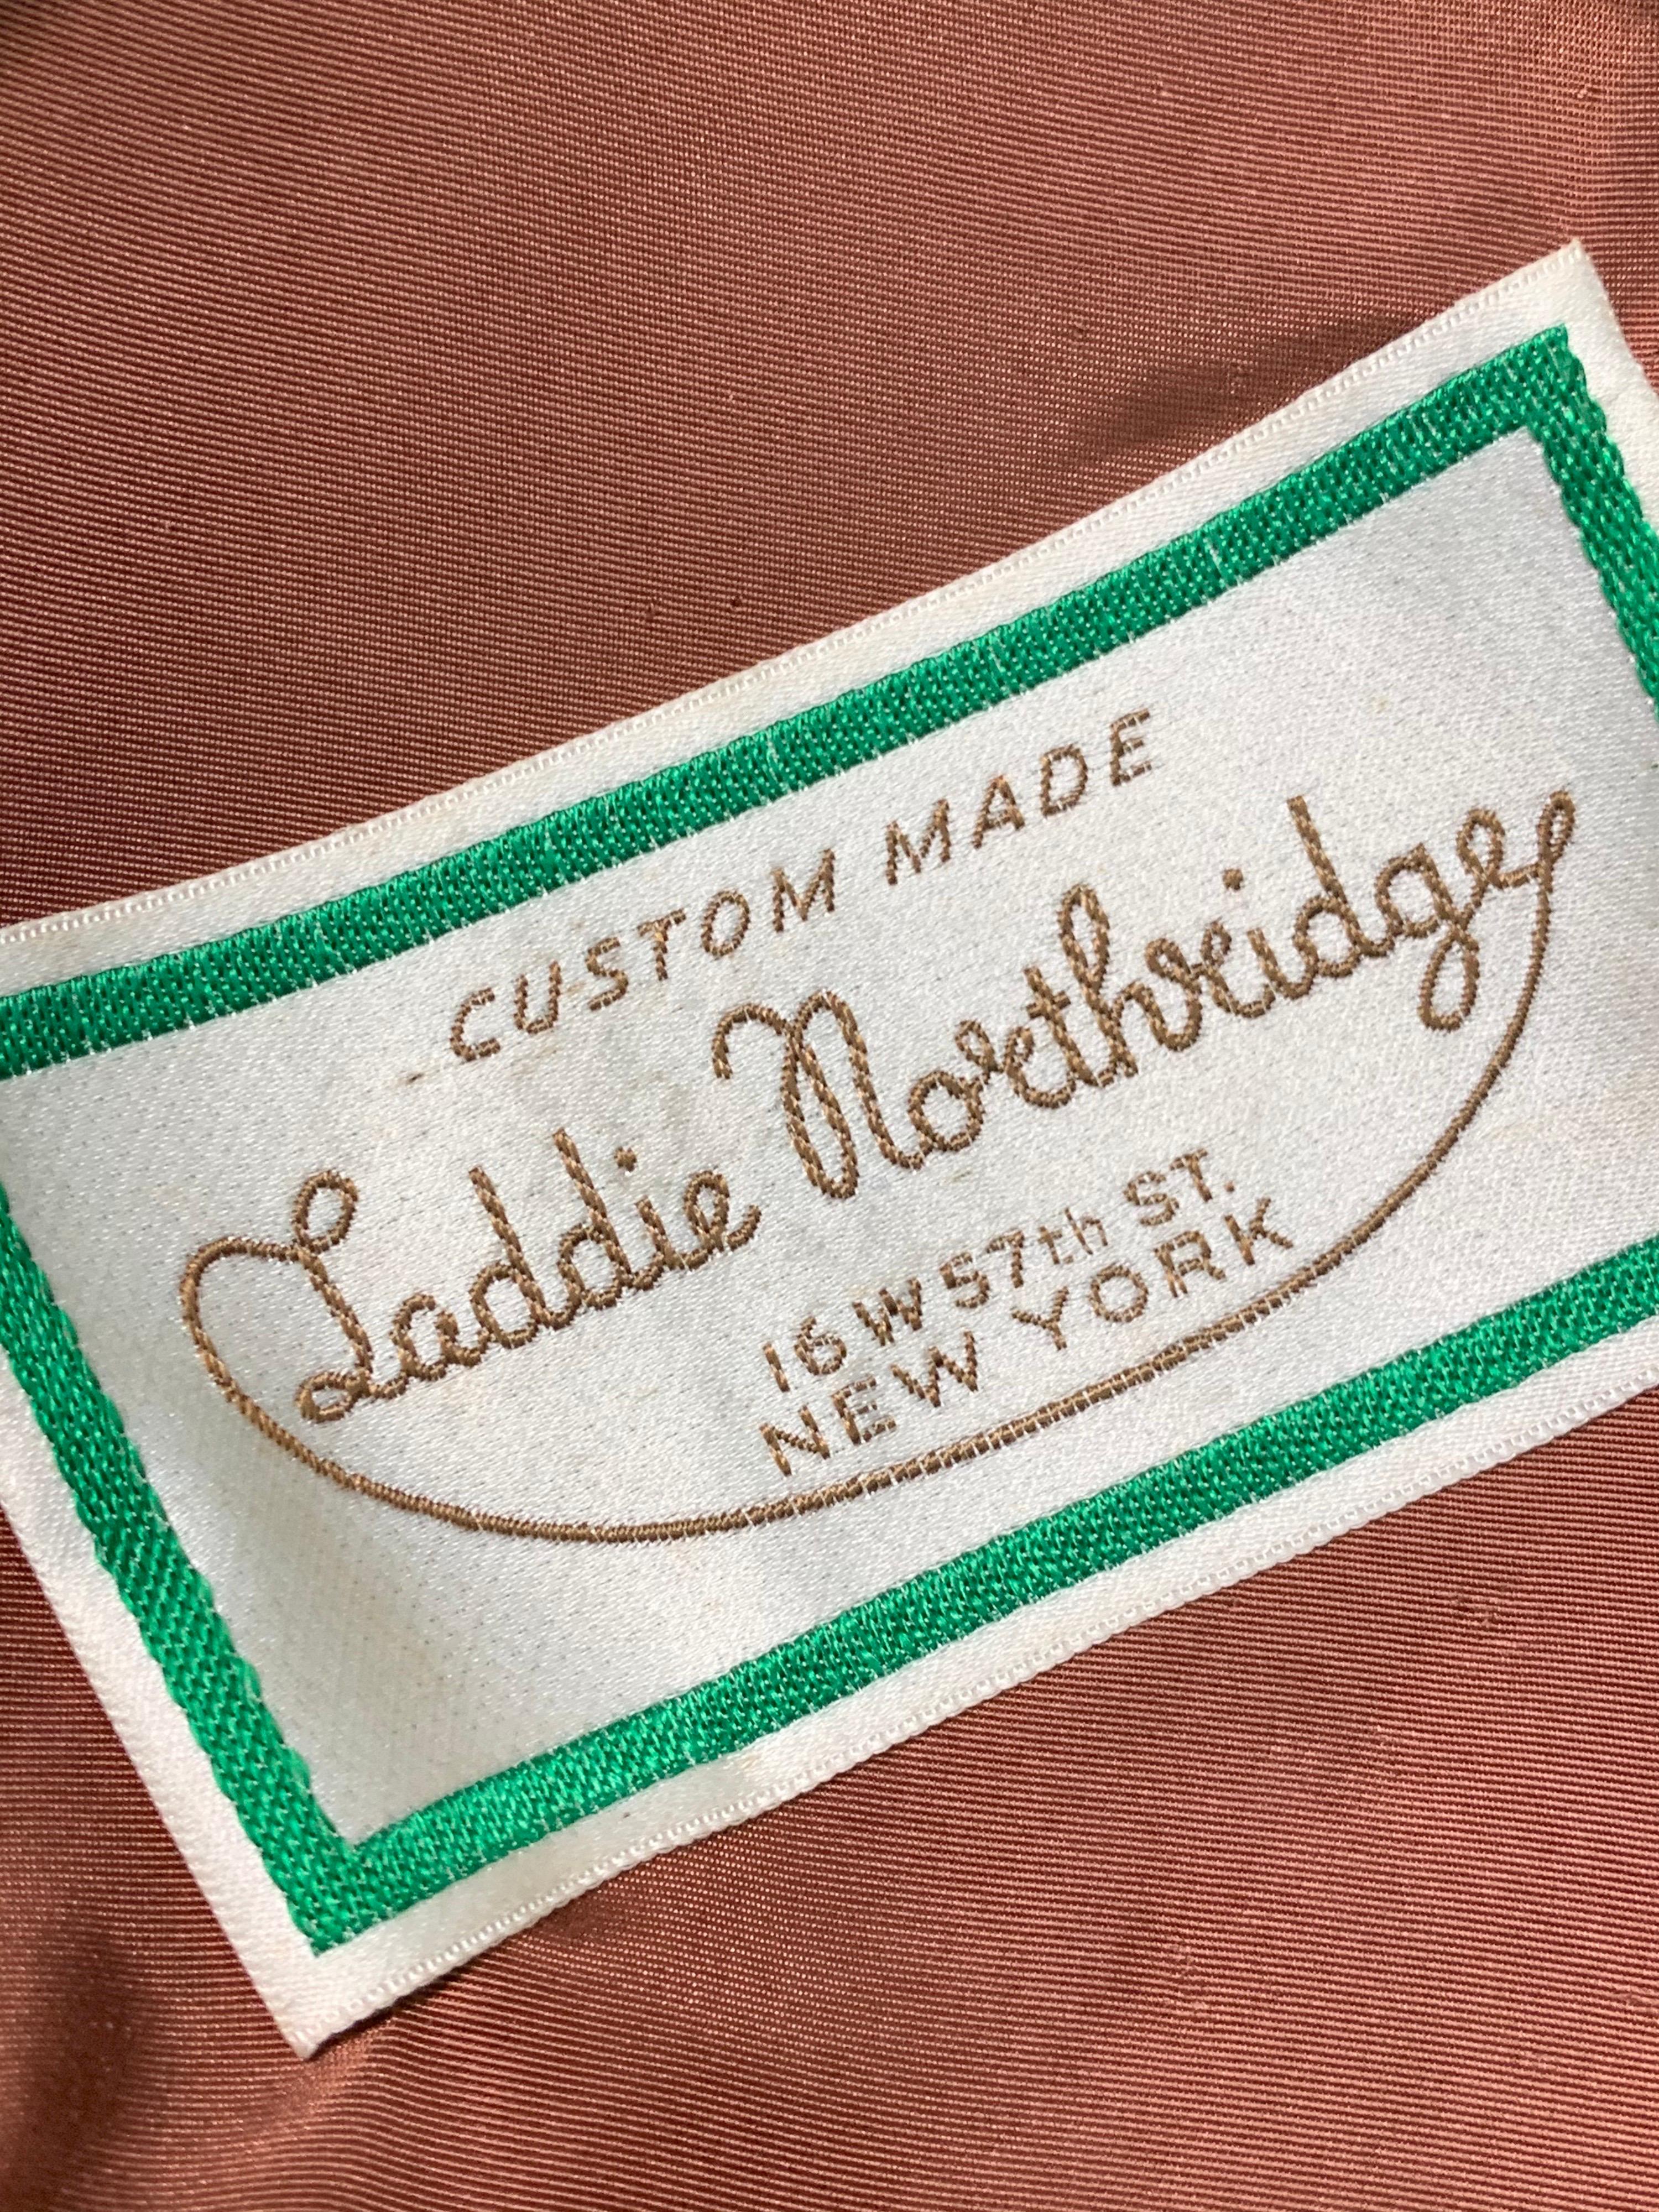 CUSTOM MADE
Laddie Northridge
16 W 57th ST.
NEW YORK